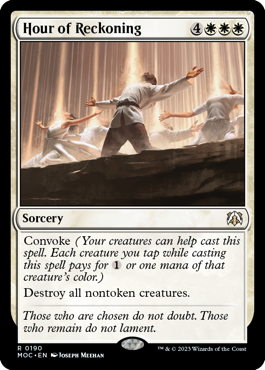 Hour of Reckoning 4
Sorcery
Convoke (Your creatures can help cast this
spell. Each creature you tap while casting
this spell pays for 1 or one mana of that
creature's color.)
Destroy all nontoken creatures.
Those who are chosen do not doubt. Those
who remain do not lament.
R 0190
MOC • EN JOSEPH MEEHAN
™ & © 2023 Wizards of the Coast